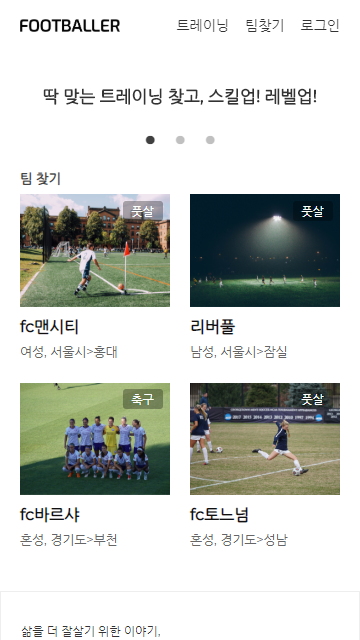 FOOTBALLER 트레이닝 팀찾기 로그인
딱 맞는 트레이닝 찾고, 스킬업! 레벨업!
팀 찾기
풋살 풋살
fc맨시티 리버풀
여성, 서울시>홍대 남성, 서울시>잠실
축구 풋살
fc바르샤 fc토느넘
혼성, 경기도>부천 혼성, 경기도>성남
삶을 더 잘살기 위한 이야기,